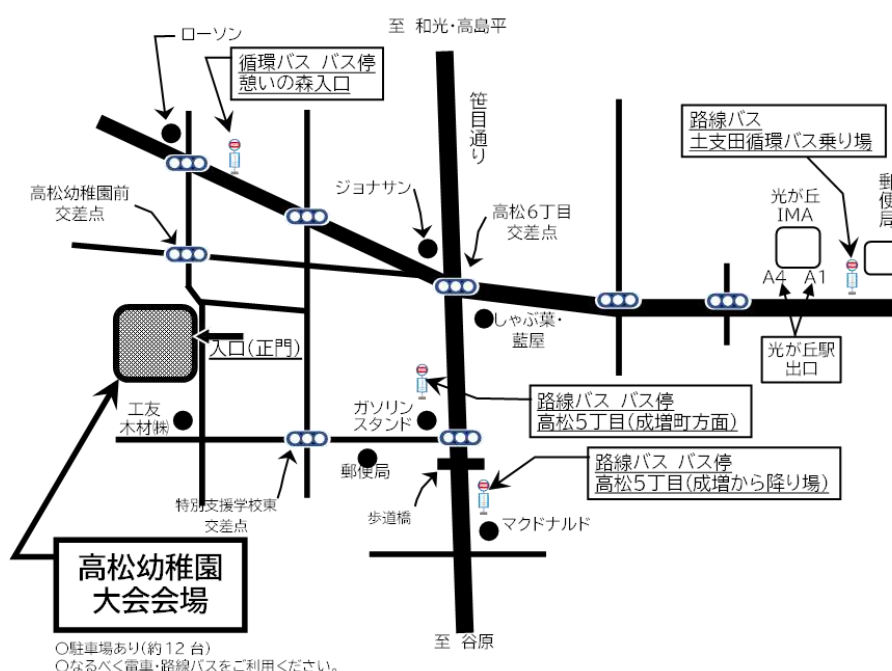 ローソン
循環バス バス停
憩いの森入口
至 和光・高島平
笹目通り
路線バス
土支田循環バス乗り場
高松幼稚園前
交差点
ジョナサン
高松6丁目
交差点
光が丘
IMA
郵便局
A4 A1
光が丘駅
出口
しゃぶ葉・
藍屋
入口(正門)
工友
木材㈱
ガソリン
スタンド
路線バス バス停
高松5丁目(成増町方面)
路線バス バス停
高松5丁目(成増から降り場)
郵便局
特別支援学校東
交差点
歩道橋
マクドナルド
高松幼稚園
大会会場
至 谷原
○駐車場あり(約12台)
○なるべく電車・路線バスをご利用ください。